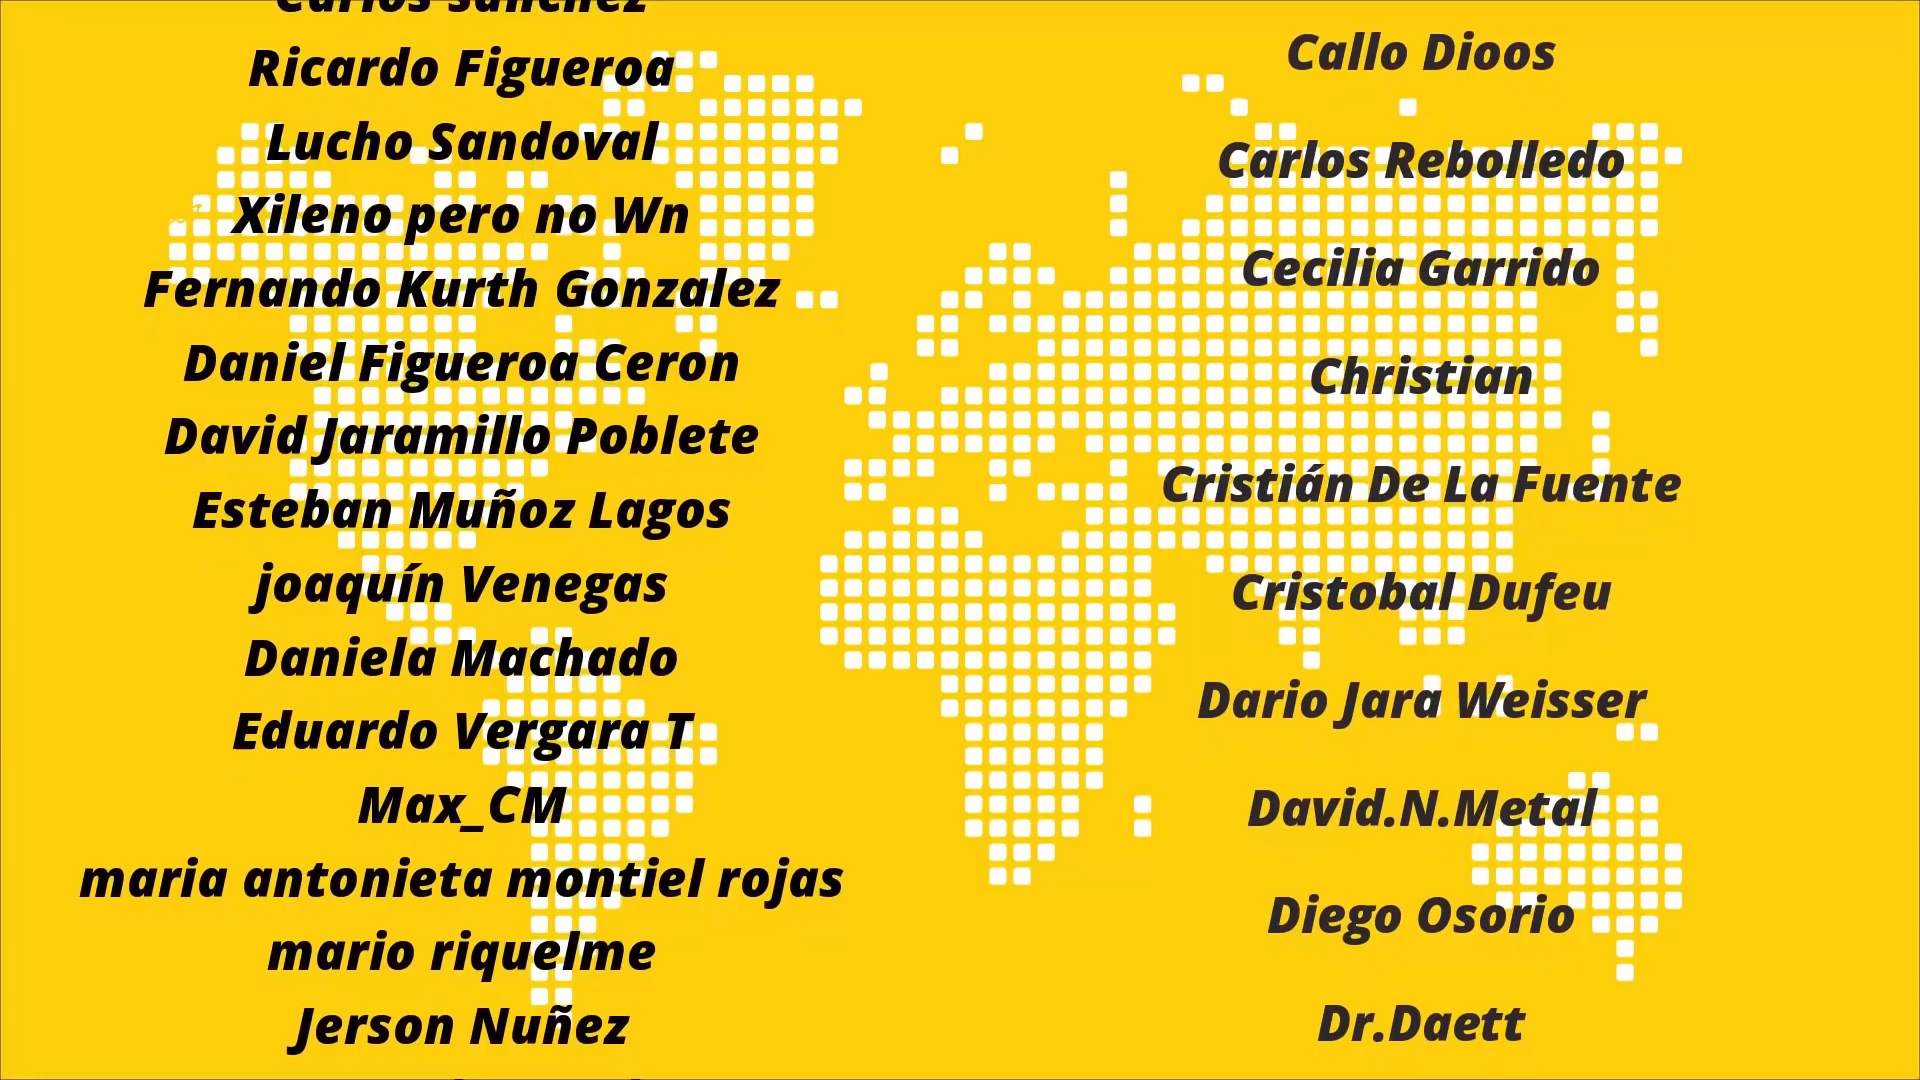 Carlos Sanchez
Ricardo Figueroa
Lucho Sandoval
Xileno pero no Wn
Fernando Kurth Gonzalez
Daniel Figueroa Ceron
David Jaramillo Poblete
Esteban Muñoz Lagos
joaquín Venegas
Daniela Machado
Eduardo Vergara T
Max_CM
maria antonieta montiel rojas
mario riquelme
Jerson Nuñez
Callo Dioos
Carlos Rebolledo
Cecilia Garrido
Christian
Cristián De La Fuente
Cristobal Dufeu
Dario Jara Weisser
David.N.Metal
Diego Osorio
Dr.Daett